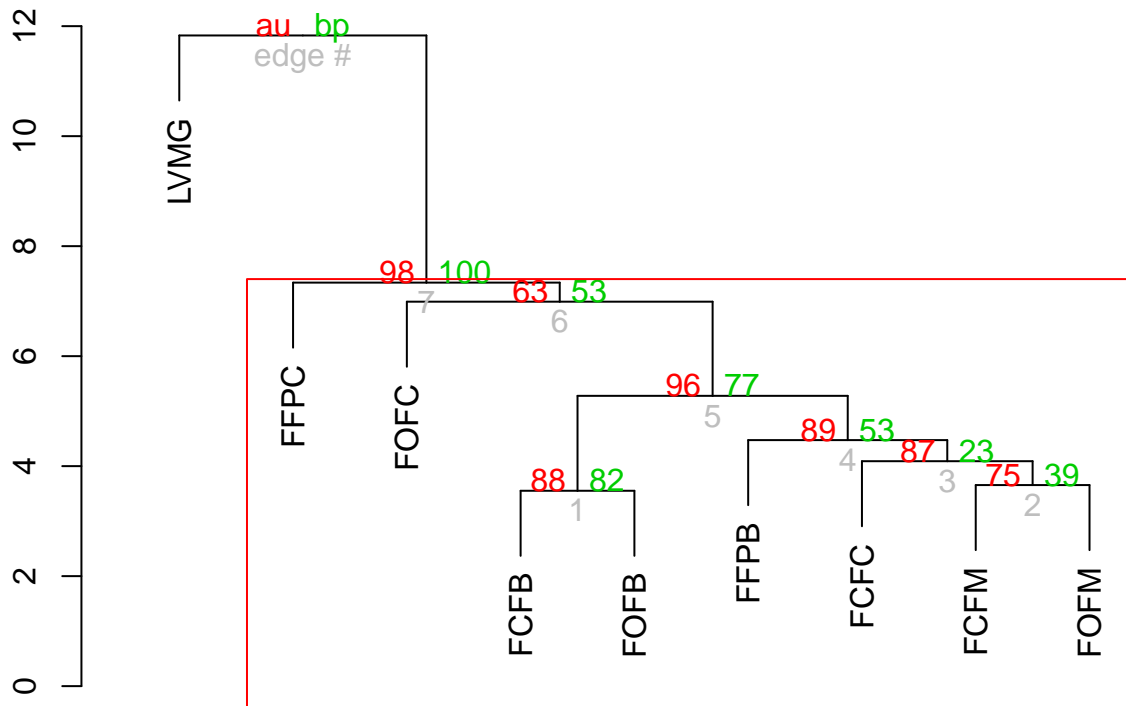 12
au bp
edge #
10
LVMG
8
98 100
7
63 53
6
6
FFPC
FOFC
96 77
5
89 53
4
87 23
3
4
88 82
1
75 39
2
FCFB
FOFB
FFPB
FCFC
FCFM
FOFM
2
0